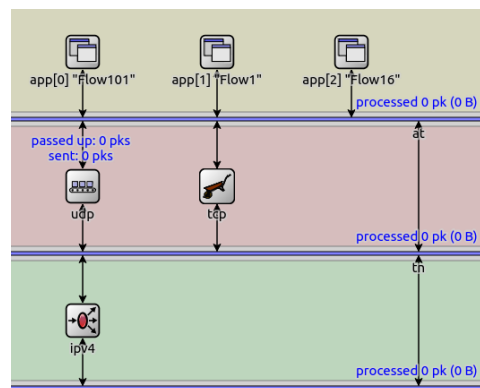 app[0] "Flow101"
app[1] "Flow1"
app[2] "Flow16"
processed 0 pk (0 B)
at
passed up: 0 pks
sent: 0 pks
udp
tcp
processed 0 pk (0 B)
tn
ipv4
processed 0 pk (0 B)